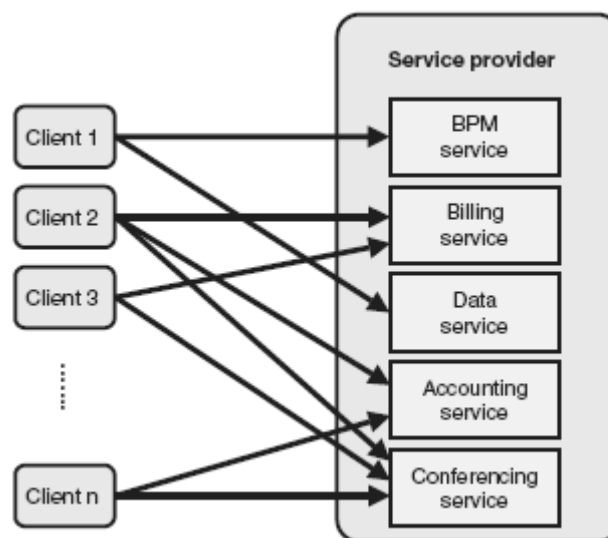 Service provider
Client 1
BPM
service
Client 2
Billing
service
Client 3
Data
service
Accounting
service
Client n
Conferencing
service